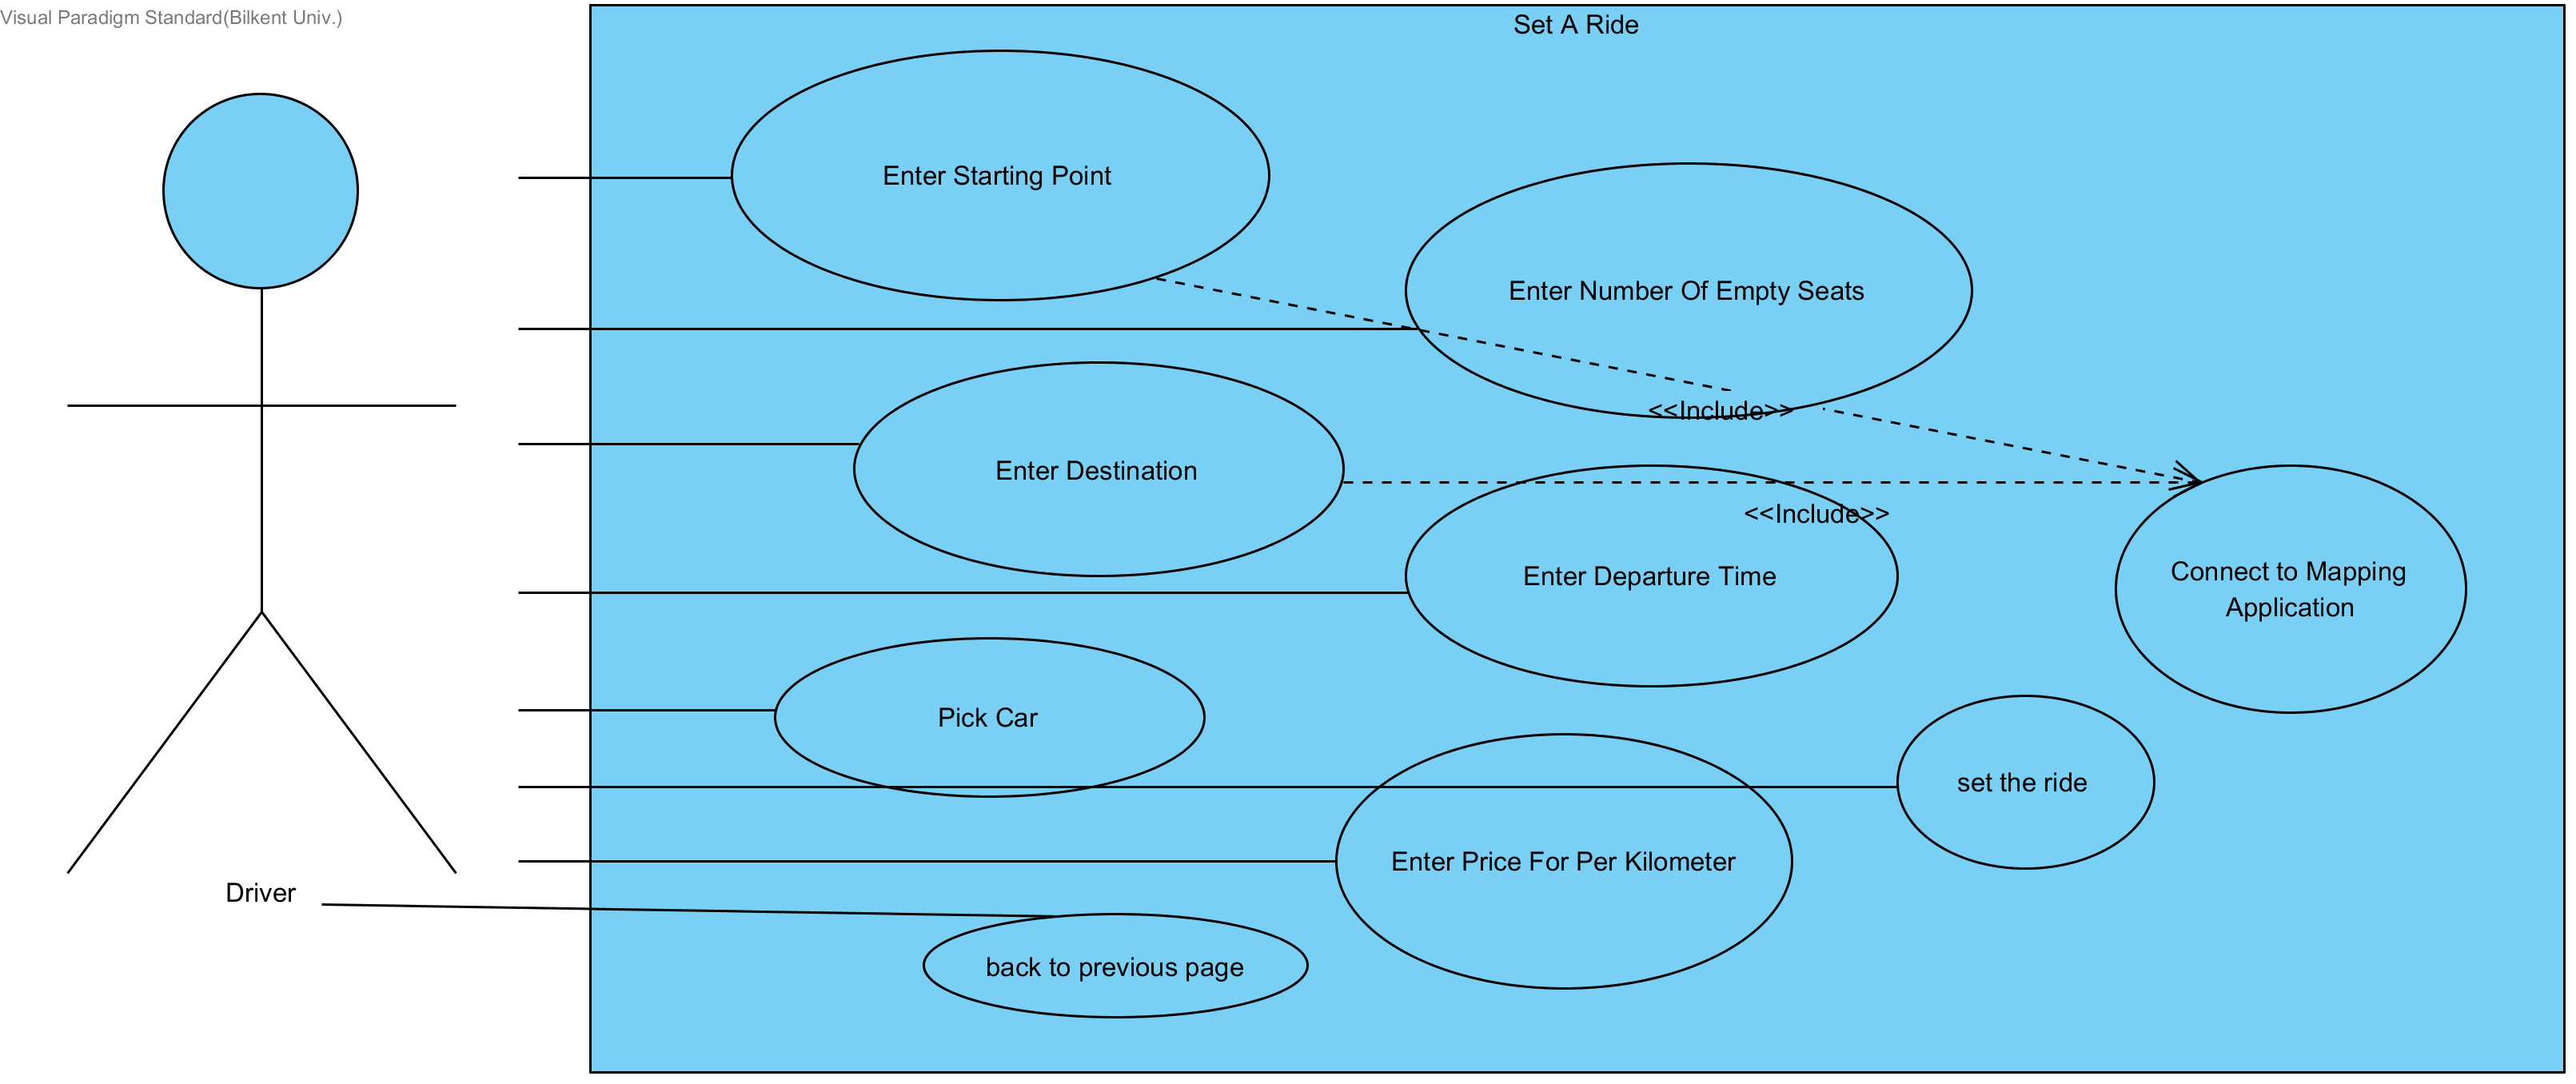 Visual Paradigm Standard(Bilkent Univ.)
Set A Ride
Enter Starting Point
Enter Number Of Empty Seats
<<Include>>
Enter Destination
<<Include>>
Enter Departure Time
Connect to Mapping
Application
Pick Car
set the ride
Enter Price For Per Kilometer
Driver
back to previous page